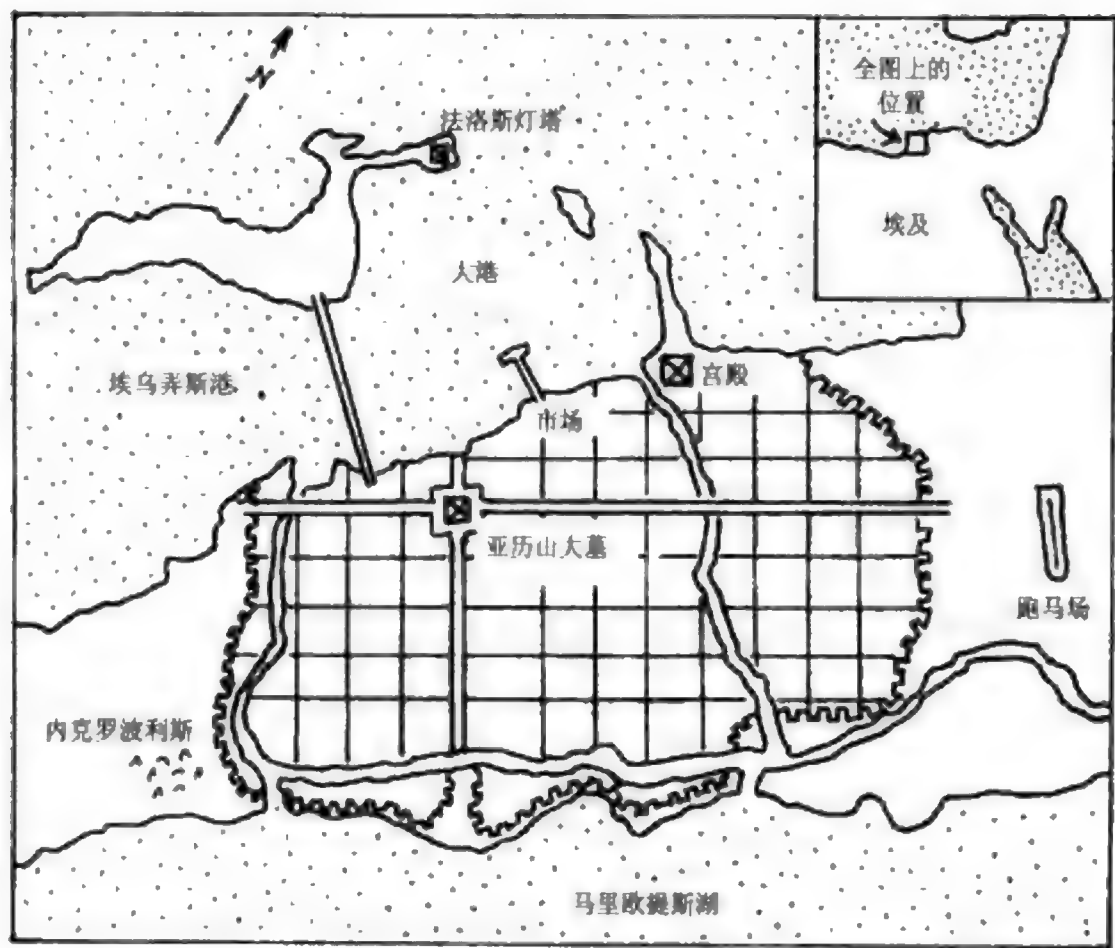 N
全图上的
位置
法洛斯灯塔
埃及
大港
埃乌弄斯港
宫殿
市场
亚历山大墓
跑马场
内克罗波利斯
马里欧提斯湖